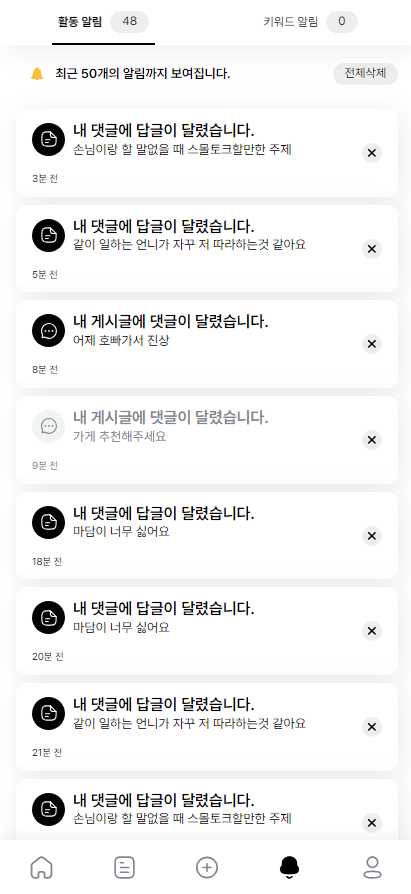 활동 알림 48 키워드 알림 0
최근 50개의 알림까지 보여집니다. 전체삭제
내 댓글에 답글이 달렸습니다.
손님이랑 할 말없을 때 스몰토크할만한 주제
3분 전
내 댓글에 답글이 달렸습니다.
같이 일하는 언니가 자꾸 저 따라하는것 같아요
5분 전
내 게시글에 댓글이 달렸습니다.
어제 호빠가서 진상
8분 전
내 게시글에 댓글이 달렸습니다.
가게 추천해주세요
9분 전
내 댓글에 답글이 달렸습니다.
마담이 너무 싫어요
18분 전
내 댓글에 답글이 달렸습니다.
마담이 너무 싫어요
20분 전
내 댓글에 답글이 달렸습니다.
같이 일하는 언니가 자꾸 저 따라하는것 같아요
21분 전
내 댓글에 답글이 달렸습니다.
손님이랑 할 말없을 때 스몰토크할만한 주제